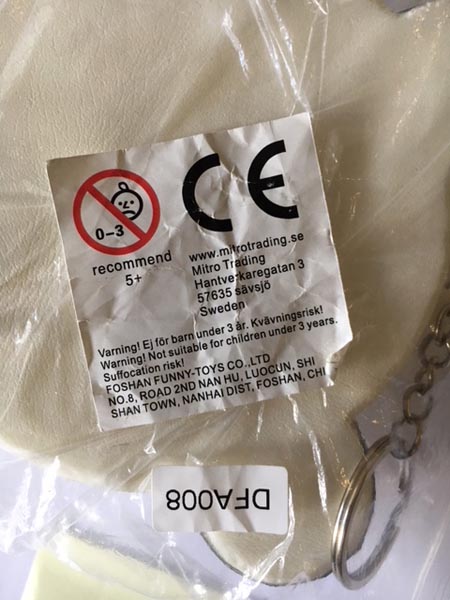 CE
0-3
recommend
5+
www.mitrotrading.se
Mitro Trading
Hantverkaregatan 3
57635 sävsjö
Sweden
Varning! Ej för barn under 3 år. Kvävningsrisk!
Warning! Not suitable for children under 3 years.
Suffocation risk!
FOSHAN FUNNY-TOYS CO.,LTD
NO.8, ROAD 2ND NAN HU, LUOCUN, SHI
SHAN TOWN, NANHAI DIST, FOSHAN, CHI
DFA008